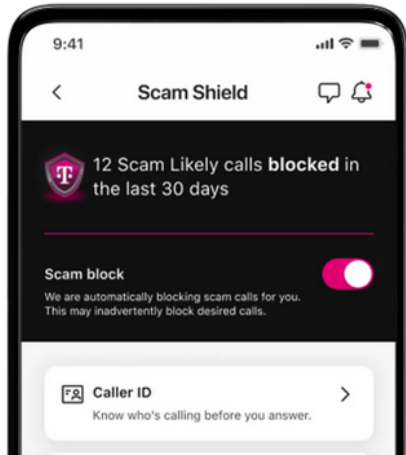 9:41
Scam Shield
T
12 Scam Likely calls blocked in
the last 30 days
Scam block
We are automatically blocking scam calls for you.
This may inadvertently block desired calls.
Caller ID
Know who's calling before you answer.